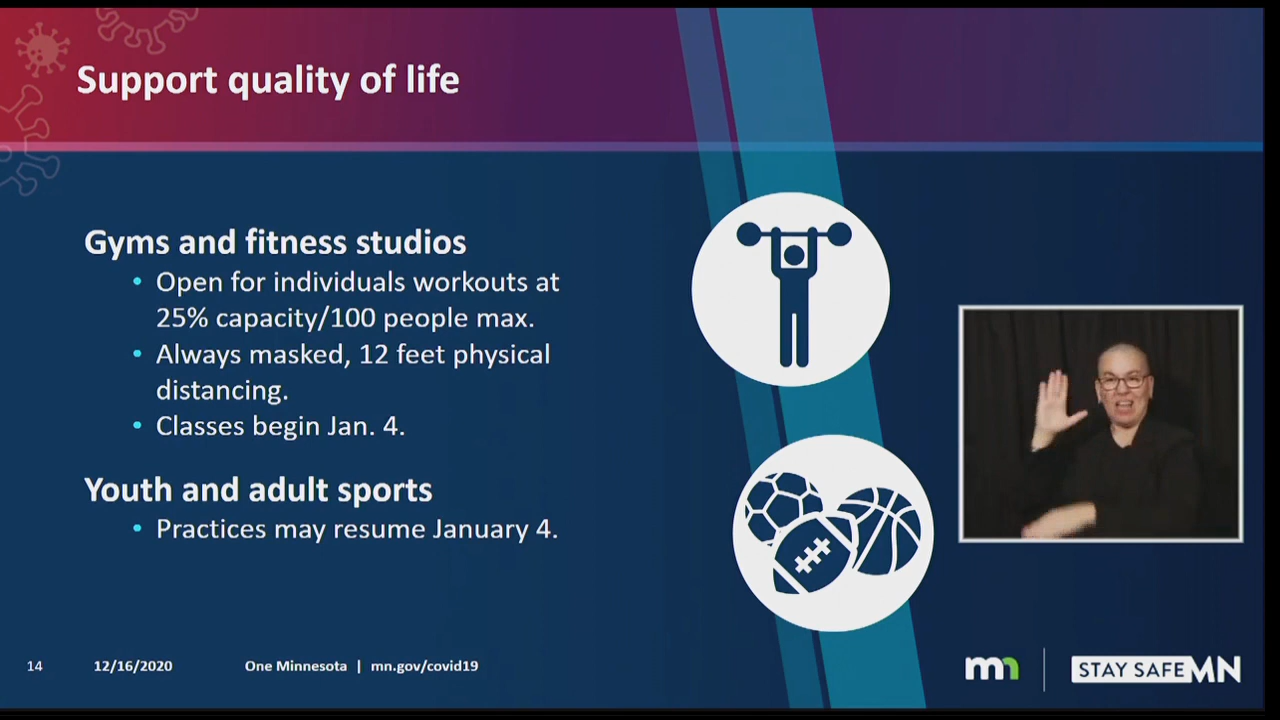 Support quality of life
Gyms and fitness studios
• Open for individuals workouts at
25% capacity/100 people max.
• Always masked, 12 feet physical
distancing.
• Classes begin Jan. 4.
Youth and adult sports
• Practices may resume January 4.
14 12/16/2020 One Minnesota | mn.gov/covid19
mn STAY SAFE MN